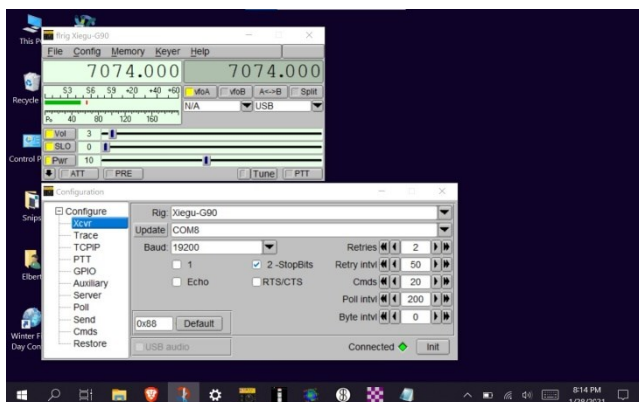 This P
Recycle
Control P
Snips
Elbert
Winter F
Day Con
flrig Xiegu-G90
File Config Memory Keyer Help
7074.000 7074.000
S3 S6 S9 +20 +40 +60 vfoA vfoB A<->B Split
N/A USB
Po 40 80 120 160
Vol 3
SLO 0
Pwr 10
ATT PRE Tune PTT
Configuration
Configure
Xcvr
Trace
TCPIP
PTT
GPIO
Auxiliary
Server
Poll
Send
Cmds
Restore
Rig: Xiegu-G90
Update COM8
Baud: 19200 Retries 2
1 2 -StopBits Retry intvl 50
Echo RTS/CTS Cmds 20
Poll intvl 200
0x88 Default Byte intvl 0
USB audio Connected Init
8:14 PM
1/28/2021